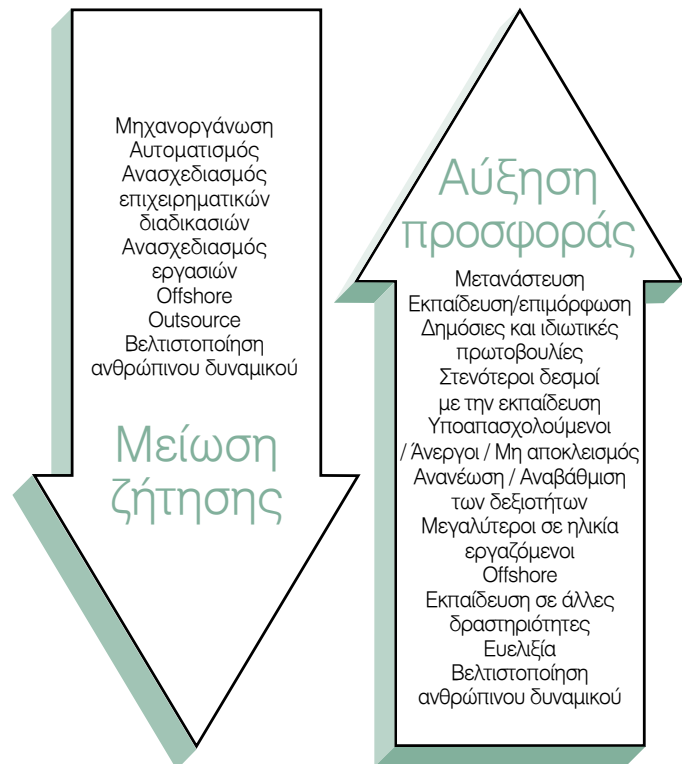 Μηχανοργάνωση
Αυτοματισμός
Ανασχεδιασμός
επιχειρηματικών
διαδικασιών
Ανασχεδιασμός
εργασιών
Offshore
Outsource
Βελτιστοποίηση
ανθρώπινου δυναμικού
Μείωση
ζήτησης
Αύξηση
προσφοράς
Μετανάστευση
Εκπαίδευση/επιμόρφωση
Δημόσιες και ιδιωτικές
πρωτοβουλίες
Στενότεροι δεσμοί
με την εκπαίδευση
Υποαπασχολούμενοι
/ Άνεργοι / Μη αποκλεισμός
Ανανέωση / Αναβάθμιση
των δεξιοτήτων
Μεγαλύτεροι σε ηλικία
εργαζόμενοι
Offshore
Εκπαίδευση σε άλλες
δραστηριότητες
Ευελιξία
Βελτιστοποίηση
ανθρώπινου δυναμικού